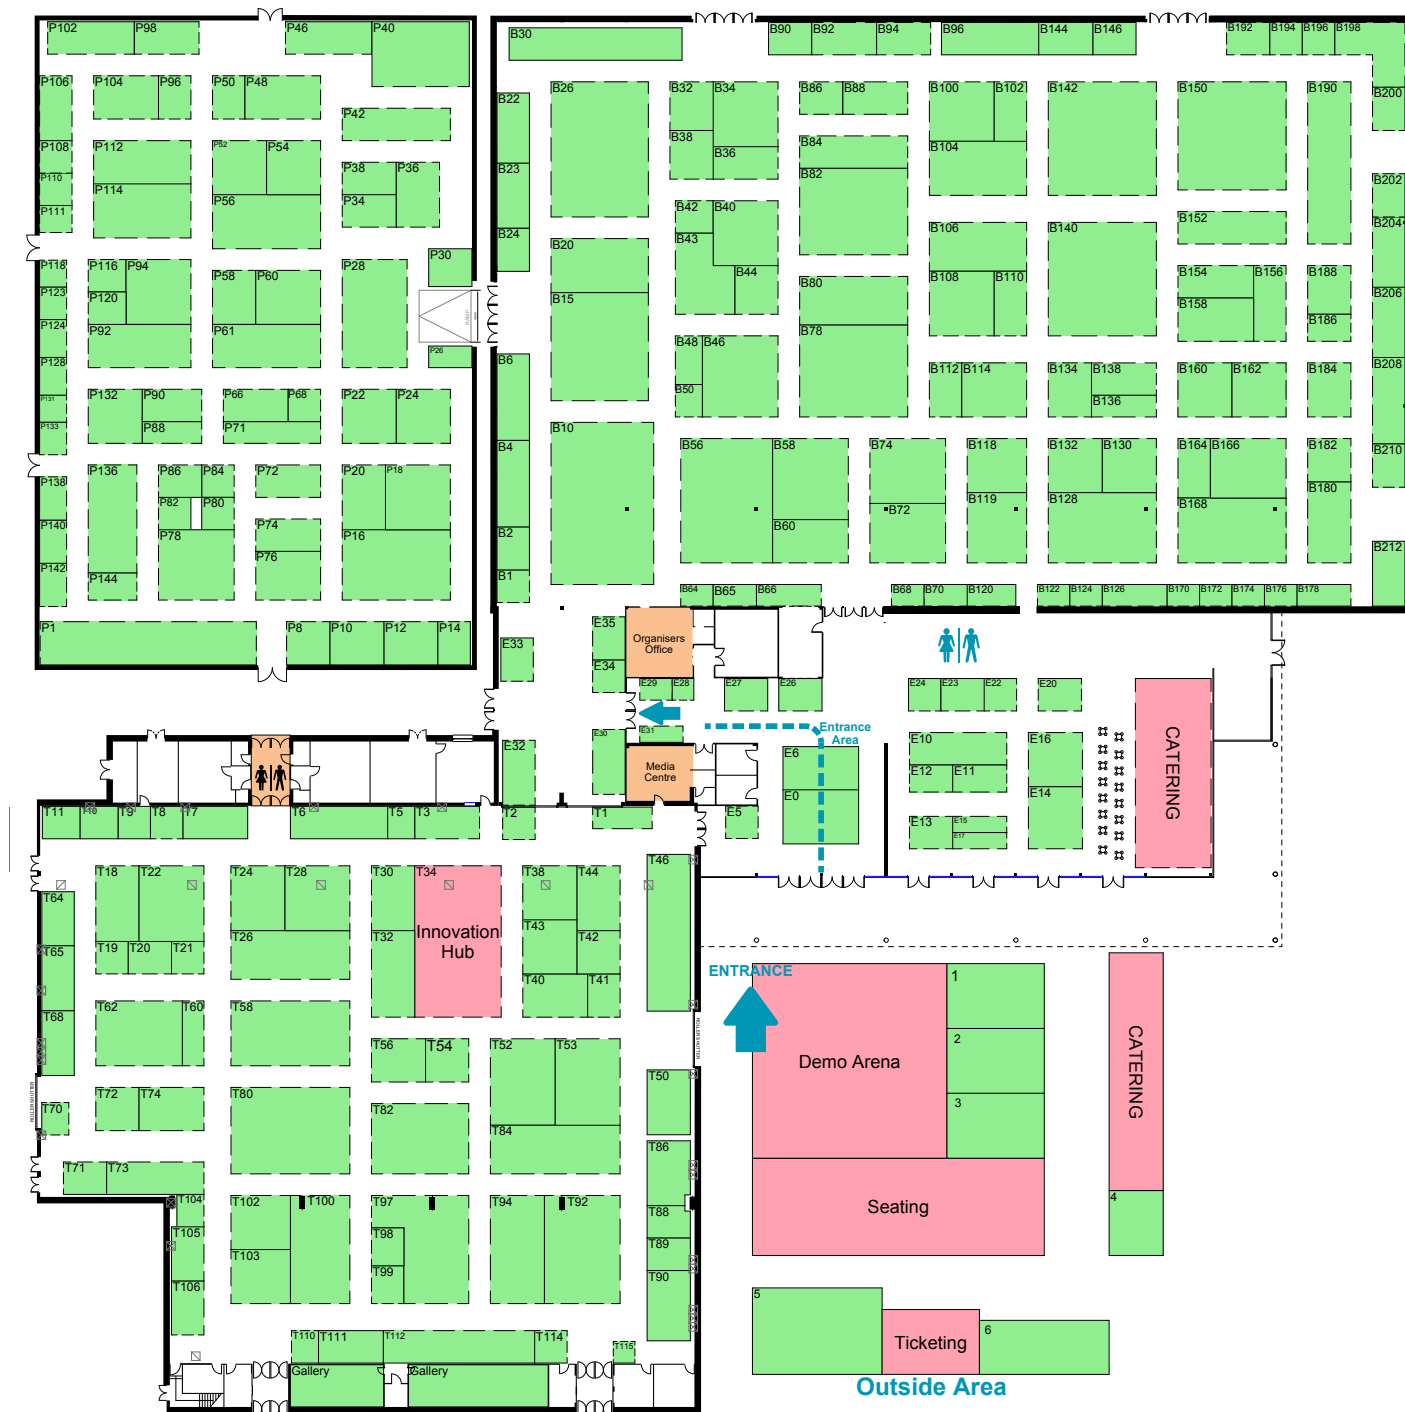 P102
P98
P46
P40
B30
B90
B92
B94
B96
B144
B146
B192
B194
B196
B198
P106
P104
P96
P50
P48
P42
B22
B26
B32
B34
B86
B88
B100
B102
B142
B150
B190
B200
P108
P112
P52
P54
B38
B36
B84
B104
P110
P114
P38
P36
B23
B82
B202
P111
P56
P34
B42
B40
B152
B204
B24
B20
B43
B106
B140
P118
P116
P94
P28
P30
B44
B80
B108
B110
B154
B156
B188
P123
P58
P60
B15
B158
B206
P120
RAMP
P124
P92
P61
B78
B186
P26
B6
B48
B46
P128
B112
B114
B134
B138
B160
B162
B184
B208
P131
P132
P90
P66
P68
P22
P24
B50
B136
P133
P88
P71
B10
B4
B56
B58
B74
B118
B132
B130
B164
B166
B182
B210
P138
P136
P86
P84
P72
P20
P18
B119
B128
B168
B180
P82
P80
B72
P140
P74
P78
P76
P16
B2
B60
B212
P142
P144
B1
B64
B65
B66
B68
B70
B120
B122
B124
B126
B170
B172
B174
B176
B178
P1
P8
P10
P12
P14
E33
E35
E34
Organisers
Office
E29
E28
E27
E26
E24
E23
E22
E20
E30
E31
Entrance
Area
E32
Media
Centre
E6
E0
E5
E10
E12
E11
E13
E15
E17
E16
E14
CATERING
T11
T10
T9
T8
T7
T6
T5
T3
T2
T1
T18
T22
T24
T28
T30
T34
T38
T44
T46
T64
T32
Innovation
Hub
T43
T42
T65
T19
T20
T21
T26
T40
T41
ENTRANCE
T68
T62
T60
T58
T56
T54
T52
T53
ROLLERSHUTTER
ROLLERSHUTTER
T70
T72
T74
T80
T82
T84
T50
T86
Demo Arena
1
2
3
CATERING
T71
T73
T104
T102
T100
T97
T94
T92
Seating
4
T105
T103
T98
T88
T89
T106
T99
T90
5
Ticketing
6
T110
T111
T112
T114
T115
Gallery
Gallery
Outside Area